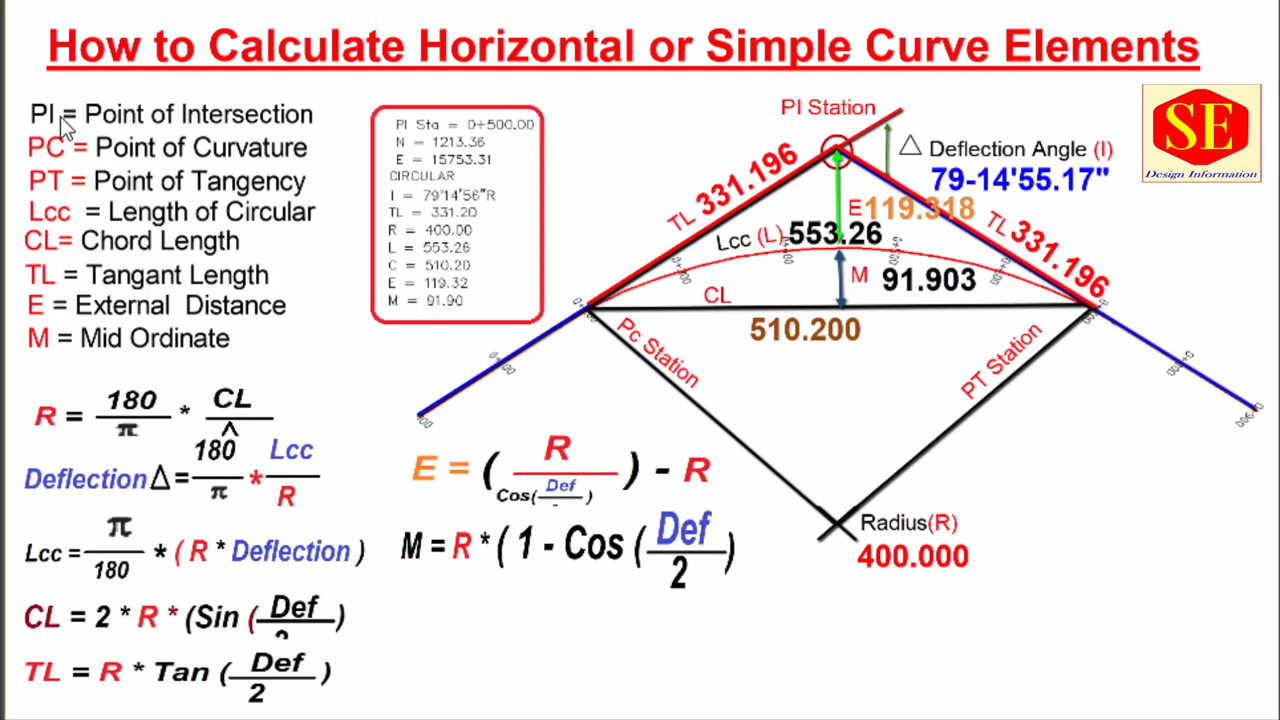 How to Calculate Horizontal or Simple Curve Elements
PI = Point of Intersection
PC = Point of Curvature
PT = Point of Tangency
Lcc = Length of Circular
CL= Chord Length
TL = Tangant Length
E = External Distance
M = Mid Ordinate
R = 180/π * CL/Δ
Deflection Δ = 180/π * Lcc/R
Lcc = π/180 * ( R * Deflection )
CL = 2 * R * (Sin ( Def/2 )
TL = R * Tan ( Def/2 )
PI Sta = 0+500.00
N = 1213.36
E = 15753.31
CIRCULAR
I = 79°14'56"R
TL = 331.20
R = 400.00
L = 553.26
C = 510.20
E = 119.32
M = 91.90
E = ( R/Cos(Def/) ) - R
M = R * ( 1 - Cos ( Def/2 )
PI Station
△ Deflection Angle (I)
79-14'55.17"
TL 331.196
E 119.318
TL 331.196
Lcc (L) 553.26
M 91.903
CL
510.200
Pc Station
PT Station
Radius(R)
400.000
SE
Design Information